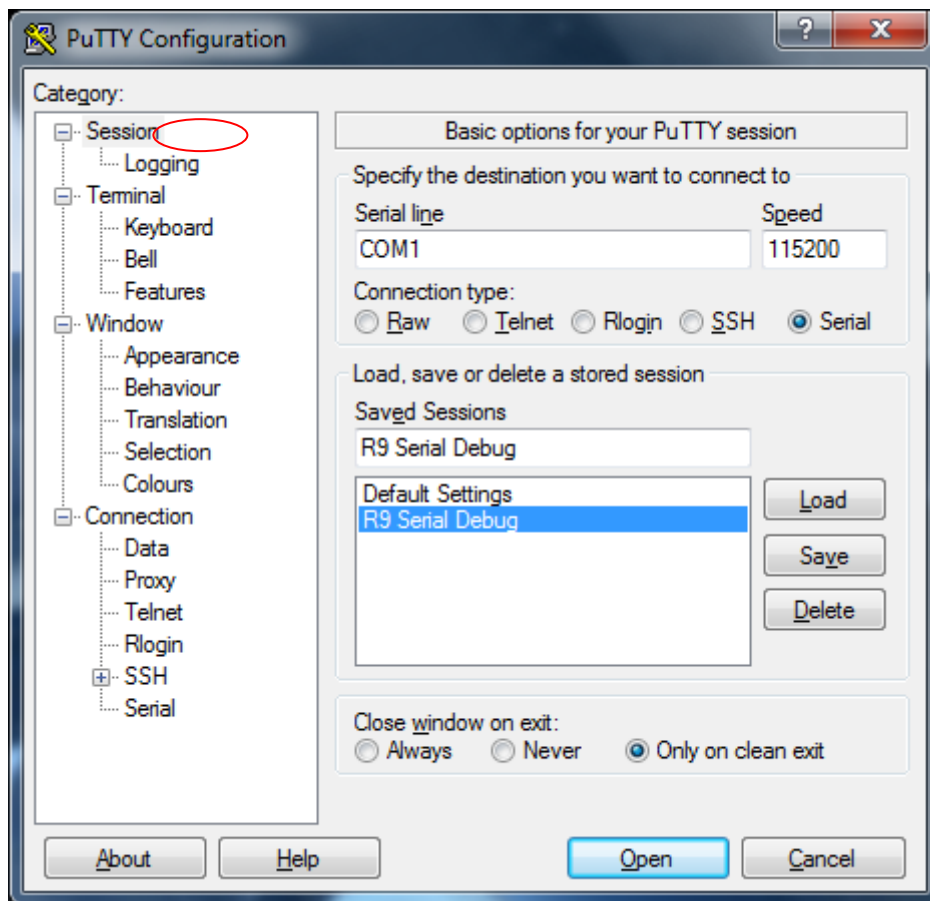 PuTTY Configuration
?
X
Category:
Session
Logging
Terminal
Keyboard
Bell
Features
Window
Appearance
Behaviour
Translation
Selection
Colours
Connection
Data
Proxy
Telnet
Rlogin
SSH
Serial
Basic options for your PuTTY session
Specify the destination you want to connect to
Serial line Speed
COM1 115200
Connection type:
Raw Telnet Rlogin SSH Serial
Load, save or delete a stored session
Saved Sessions
R9 Serial Debug
Default Settings
R9 Serial Debug
Load
Save
Delete
Close window on exit:
Always Never Only on clean exit
About Help Open Cancel